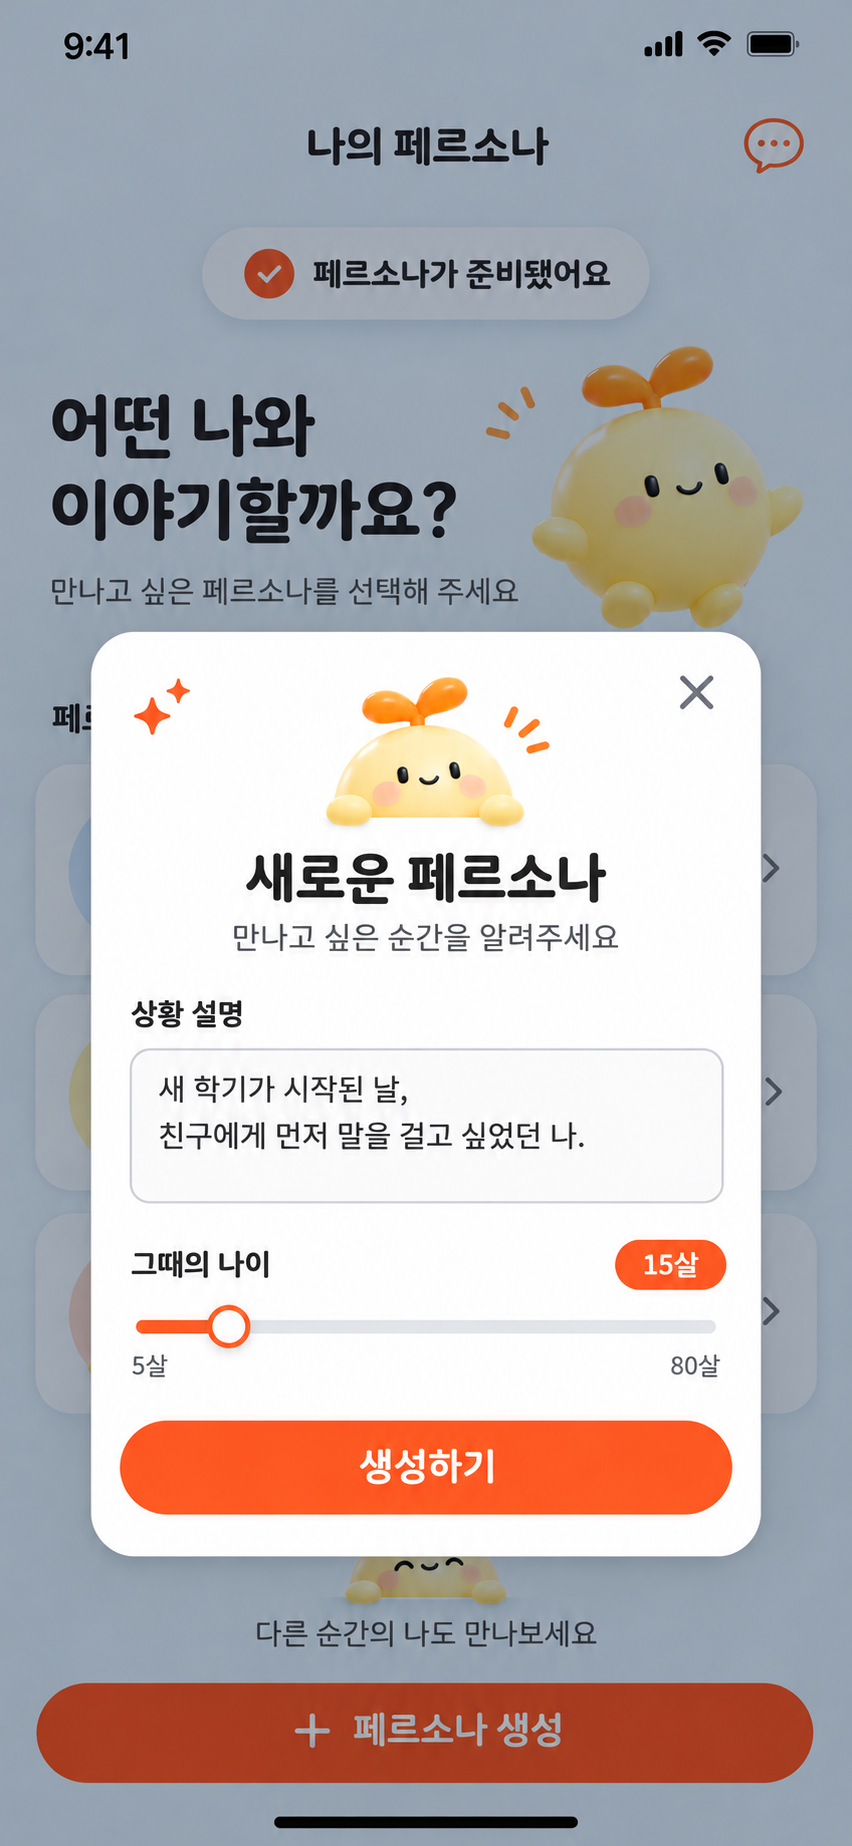 9:41
나의 페르소나
페르소나가 준비됐어요
어떤 나와
이야기할까요?
만나고 싶은 페르소나를 선택해 주세요
새로운 페르소나
만나고 싶은 순간을 알려주세요
상황 설명
새 학기가 시작된 날,
친구에게 먼저 말을 걸고 싶었던 나.
그때의 나이
15살
5살
80살
생성하기
다른 순간의 나도 만나보세요
+ 페르소나 생성